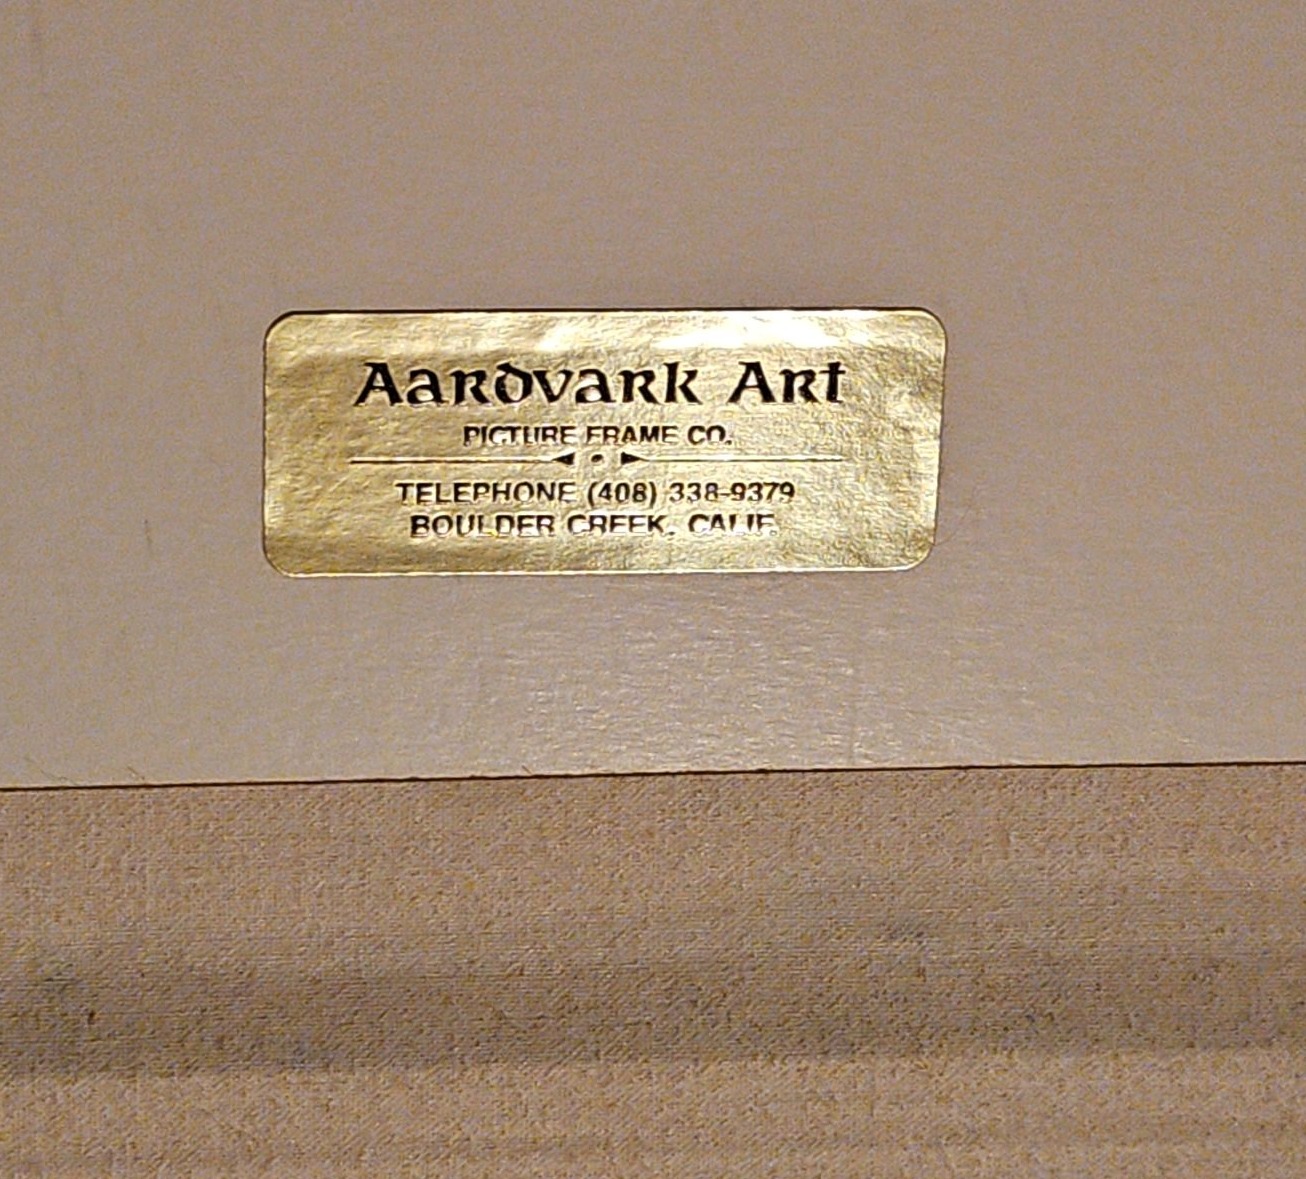 Aardvark Art
PICTURE FRAME CO.
TELEPHONE (408) 338-9379
BOULDER CREEK, CALIF.